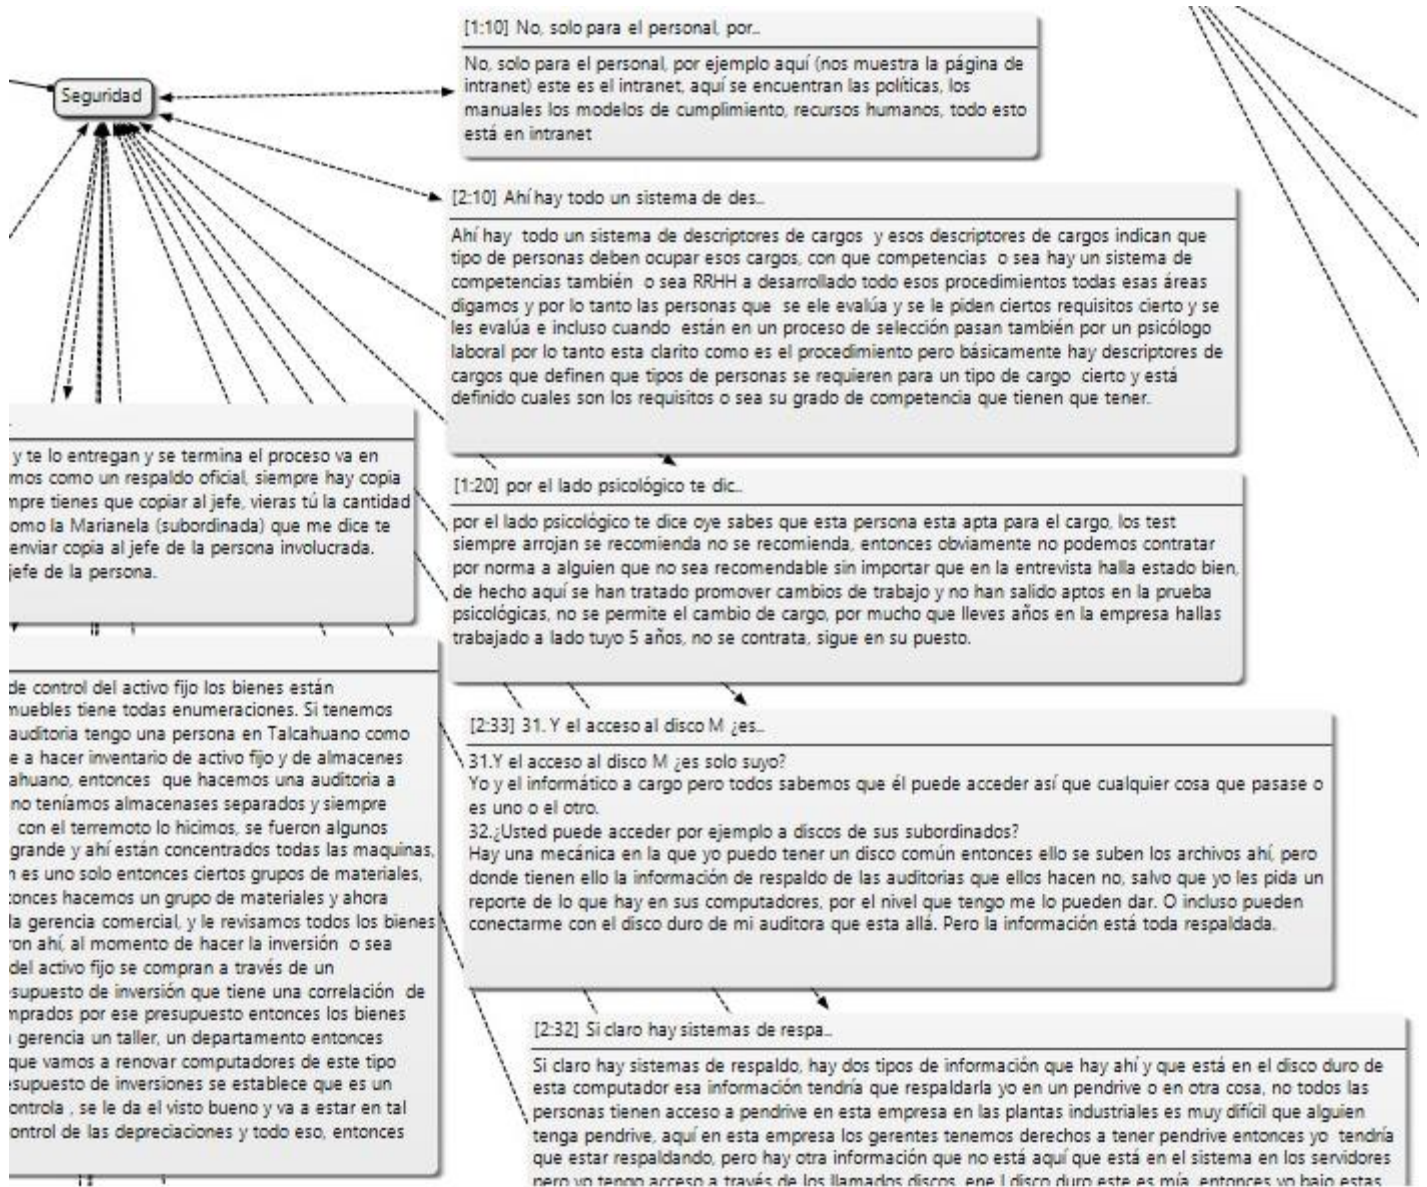 Seguridad
[1:10] No, solo para el personal, por...
No, solo para el personal, por ejemplo aquí (nos muestra la página de
intranet) este es el intranet, aquí se encuentran las políticas, los
manuales los modelos de cumplimiento, recursos humanos, todo esto
está en intranet
[2:10] Ahí hay todo un sistema de des...
Ahí hay todo un sistema de descriptores de cargos y esos descriptores de cargos indican que
tipo de personas deben ocupar esos cargos, con que competencias o sea hay un sistema de
competencias también o sea RRHH a desarrollado todo esos procedimientos todas esas áreas
digamos y por lo tanto las personas que se ele evalúa y se le piden ciertos requisitos cierto y se
les evalúa e incluso cuando están en un proceso de selección pasan también por un psicólogo
laboral por lo tanto esta clarito como es el procedimiento pero básicamente hay descriptores de
cargos que definen que tipos de personas se requieren para un tipo de cargo cierto y está
definido cuales son los requisitos o sea su grado de competencia que tienen que tener.
y te lo entregan y se termina el proceso va en
mos como un respaldo oficial, siempre hay copia
mpre tienes que copiar al jefe, vieras tú la cantidad
omo la Marianela (subordinada) que me dice te
enviar copia al jefe de la persona involucrada.
jefe de la persona.
[1:20] por el lado psicológico te dic...
por el lado psicológico te dice oye sabes que esta persona esta apta para el cargo, los test
siempre arrojan se recomienda no se recomienda, entonces obviamente no podemos contratar
por norma a alguien que no sea recomendable sin importar que en la entrevista halla estado bien,
de hecho aquí se han tratado promover cambios de trabajo y no han salido aptos en la prueba
psicológicas, no se permite el cambio de cargo, por mucho que lleves años en la empresa hallas
trabajado a lado tuyo 5 años, no se contrata, sigue en su puesto.
de control del activo fijo los bienes están
muebles tiene todas enumeraciones. Si tenemos
auditoria tengo una persona en Talcahuano como
e a hacer inventario de activo fijo y de almacenes
ahuano, entonces que hacemos una auditoria a
no teníamos almacenases separados y siempre
con el terremoto lo hicimos, se fueron algunos
grande y ahí están concentrados todas las maquinas,
n es uno solo entonces ciertos grupos de materiales,
onces hacemos un grupo de materiales y ahora
la gerencia comercial, y le revisamos todos los bienes
ron ahí, al momento de hacer la inversión o sea
del activo fijo se compran a través de un
supuesto de inversión que tiene una correlación de
mprados por ese presupuesto entonces los bienes
gerencia un taller, un departamento entonces
que vamos a renovar computadores de este tipo
esupuesto de inversiones se establece que es un
ontrola , se le da el visto bueno y va a estar en tal
ontrol de las depreciaciones y todo eso, entonces
[2:33] 31. Y el acceso al disco M ¿es...
31.Y el acceso al disco M ¿es solo suyo?
Yo y el informático a cargo pero todos sabemos que él puede acceder así que cualquier cosa que pasase o
es uno o el otro.
32.¿Usted puede acceder por ejemplo a discos de sus subordinados?
Hay una mecánica en la que yo puedo tener un disco común entonces ello se suben los archivos ahí, pero
donde tienen ello la información de respaldo de las auditorias que ellos hacen no, salvo que yo les pida un
reporte de lo que hay en sus computadores, por el nivel que tengo me lo pueden dar. O incluso pueden
conectarme con el disco duro de mi auditora que esta allá. Pero la información está toda respaldada.
[2:32] Si claro hay sistemas de respa...
Si claro hay sistemas de respaldo, hay dos tipos de información que hay ahí y que está en el disco duro de
esta computador esa información tendría que respaldarla yo en un pendrive o en otra cosa, no todos las
personas tienen acceso a pendrive en esta empresa en las plantas industriales es muy difícil que alguien
tenga pendrive, aquí en esta empresa los gerentes tenemos derechos a tener pendrive entonces yo tendría
que estar respaldando, pero hay otra información que no está aquí que está en el sistema en los servidores
pero yo tengo acceso a través de los llamados discos, ene l disco duro este es mía, entonces yo bajo estas